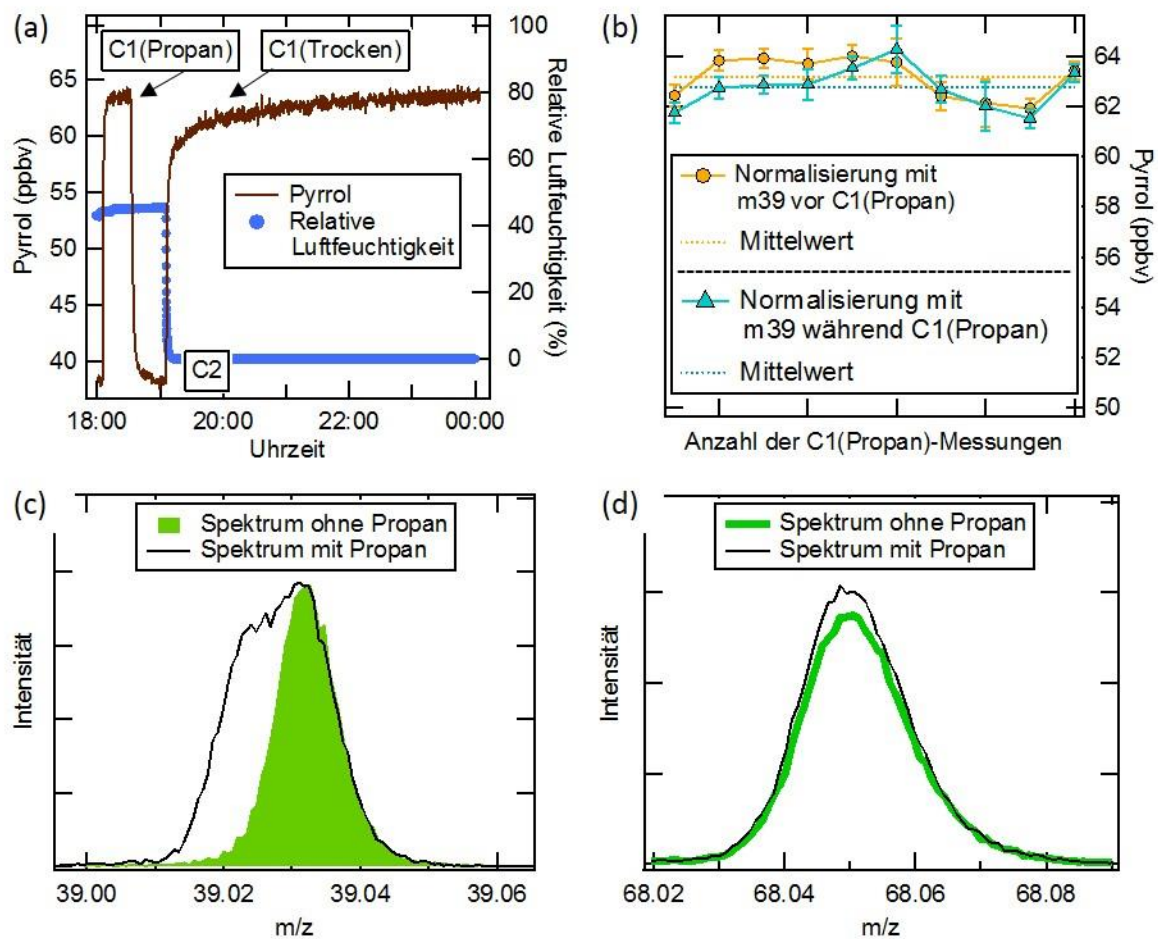 (a)
C1(Propan)
C1(Trocken)
Pyrrol (ppbv)
65
60
55
50
45
40
Relative Luftfeuchtigkeit (%)
100
80
60
40
20
0
Pyrrol
Relative
Luftfeuchtigkeit
C2
18:00
20:00
22:00
00:00
Uhrzeit
(b)
Normalisierung mit
m39 vor C1(Propan)
Mittelwert
Normalisierung mit
m39 während C1(Propan)
Mittelwert
64
62
60
58
56
54
52
50
Pyrrol (ppbv)
Anzahl der C1(Propan)-Messungen
(c)
Spektrum ohne Propan
Spektrum mit Propan
Intensität
39.00
39.02
39.04
39.06
m/z
(d)
Spektrum ohne Propan
Spektrum mit Propan
Intensität
68.02
68.04
68.06
68.08
m/z